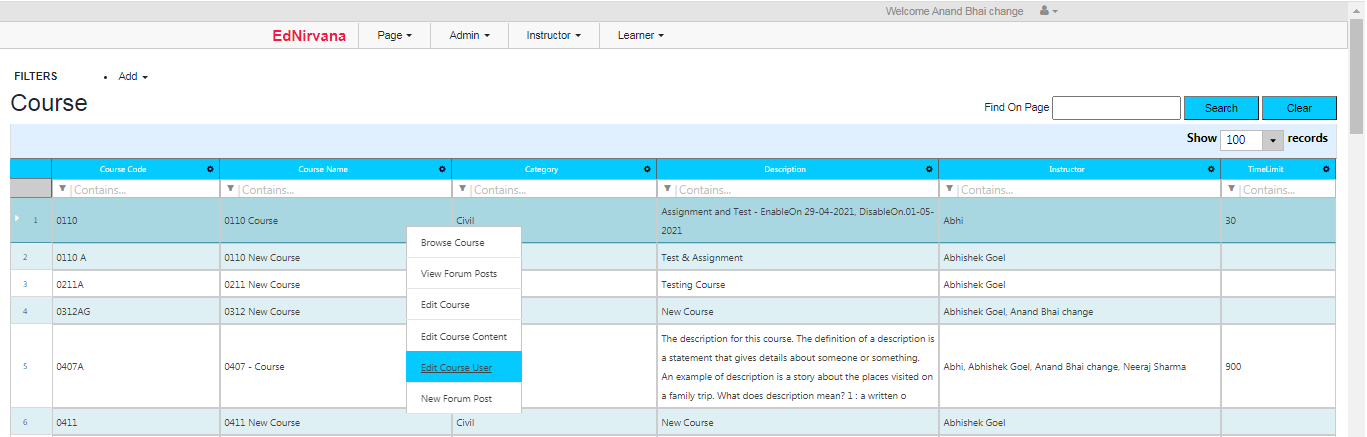 Welcome Anand Bhai change
EdNirvana Page Admin Instructor Learner
FILTERS • Add
Course
Find On Page Search Clear
Show 100 records
Course Code Course Name Category Description Instructor TimeLimit
Contains... Contains... Contains... Contains... Contains... Contains...
1 0110 0110 Course Civil Assignment and Test - EnableOn 29-04-2021, DisableOn.01-05- Abhi 30
2021
Browse Course
View Forum Posts
Edit Course
Edit Course Content
Edit Course User
New Forum Post
2 0110 A 0110 New Course Test & Assignment Abhishek Goel
3 0211A 0211 New Course Testing Course Abhishek Goel
4 0312AG 0312 New Course New Course Abhishek Goel, Anand Bhai change
5 0407A 0407 - Course The description for this course. The definition of a description is Abhi, Abhishek Goel, Anand Bhai change, Neeraj Sharma 900
a statement that gives details about someone or something.
An example of description is a story about the places visited on
a family trip. What does description mean? 1 : a written o
6 0411 0411 New Course Civil New Course Abhishek Goel